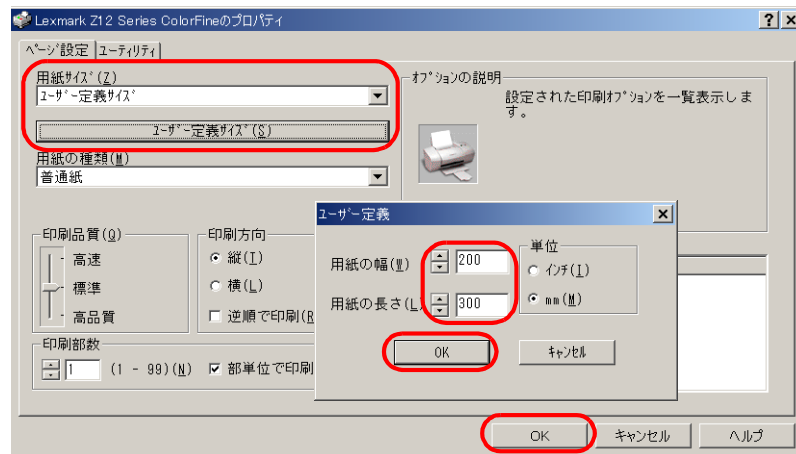 Lexmark Z12 Series ColorFineのプロパティ
ﾍﾟｰｼﾞ設定
ﾕｰﾃｨﾘﾃｨ
用紙ｻｲｽﾞ(Z)
ﾕｰｻﾞｰ定義ｻｲｽﾞ
ﾕｰｻﾞｰ定義ｻｲｽﾞ(S)
用紙の種類(M)
普通紙
ｵﾌﾟｼｮﾝの説明
設定された印刷ｵﾌﾟｼｮﾝを一覧表示しま
す。
印刷品質(Q)
高速
標準
高品質
印刷方向
縦(I)
横(L)
逆順で印刷(R
印刷部数
1 (1 - 99)(N)
部単位で印刷
ﾕｰｻﾞｰ定義
用紙の幅(W) 200
用紙の長さ(L) 300
単位
ｲﾝﾁ(I)
mm(M)
OK
ｷｬﾝｾﾙ
OK
キャンセル
ヘルプ